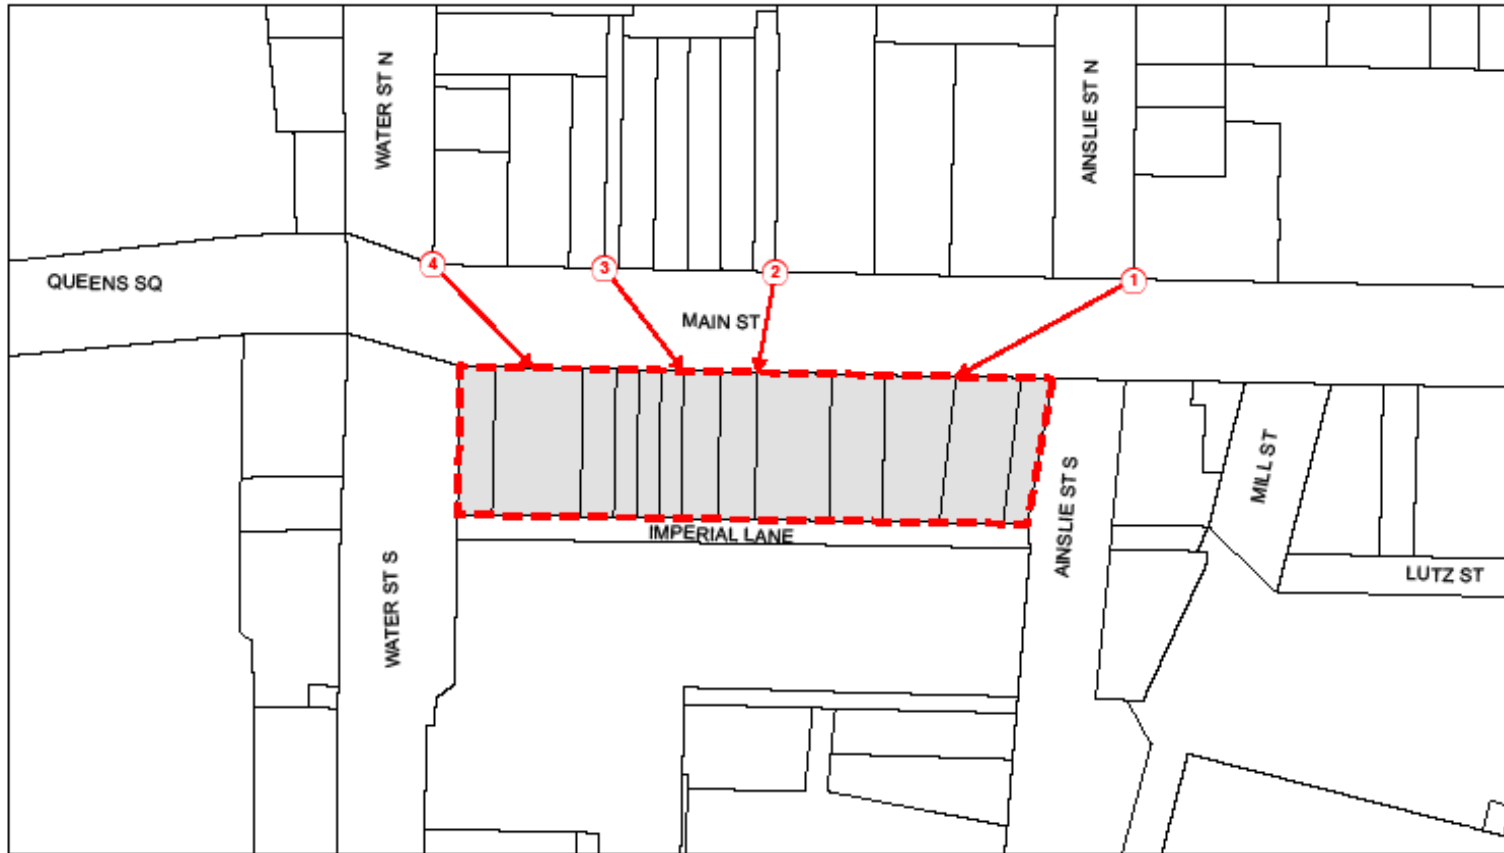 WATER ST N
AINSLIE ST N
QUEENS SQ
4
3
2
1
MAIN ST
IMPERIAL LANE
AINSLIE ST S
MILL ST
LUTZ ST
WATER ST S